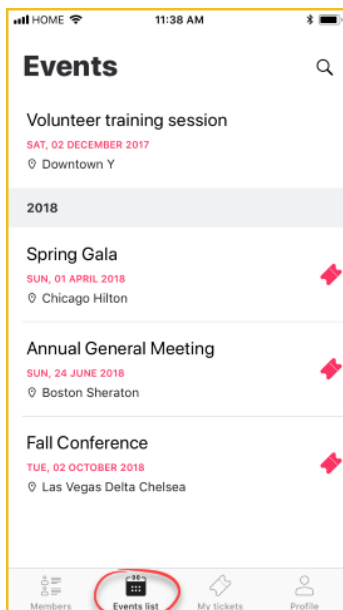 HOME 11:38 AM
Events
Volunteer training session
SAT, 02 DECEMBER 2017
Downtown Y
2018
Spring Gala
SUN, 01 APRIL 2018
Chicago Hilton
Annual General Meeting
SUN, 24 JUNE 2018
Boston Sheraton
Fall Conference
TUE, 02 OCTOBER 2018
Las Vegas Delta Chelsea
Members Events list My tickets Profile